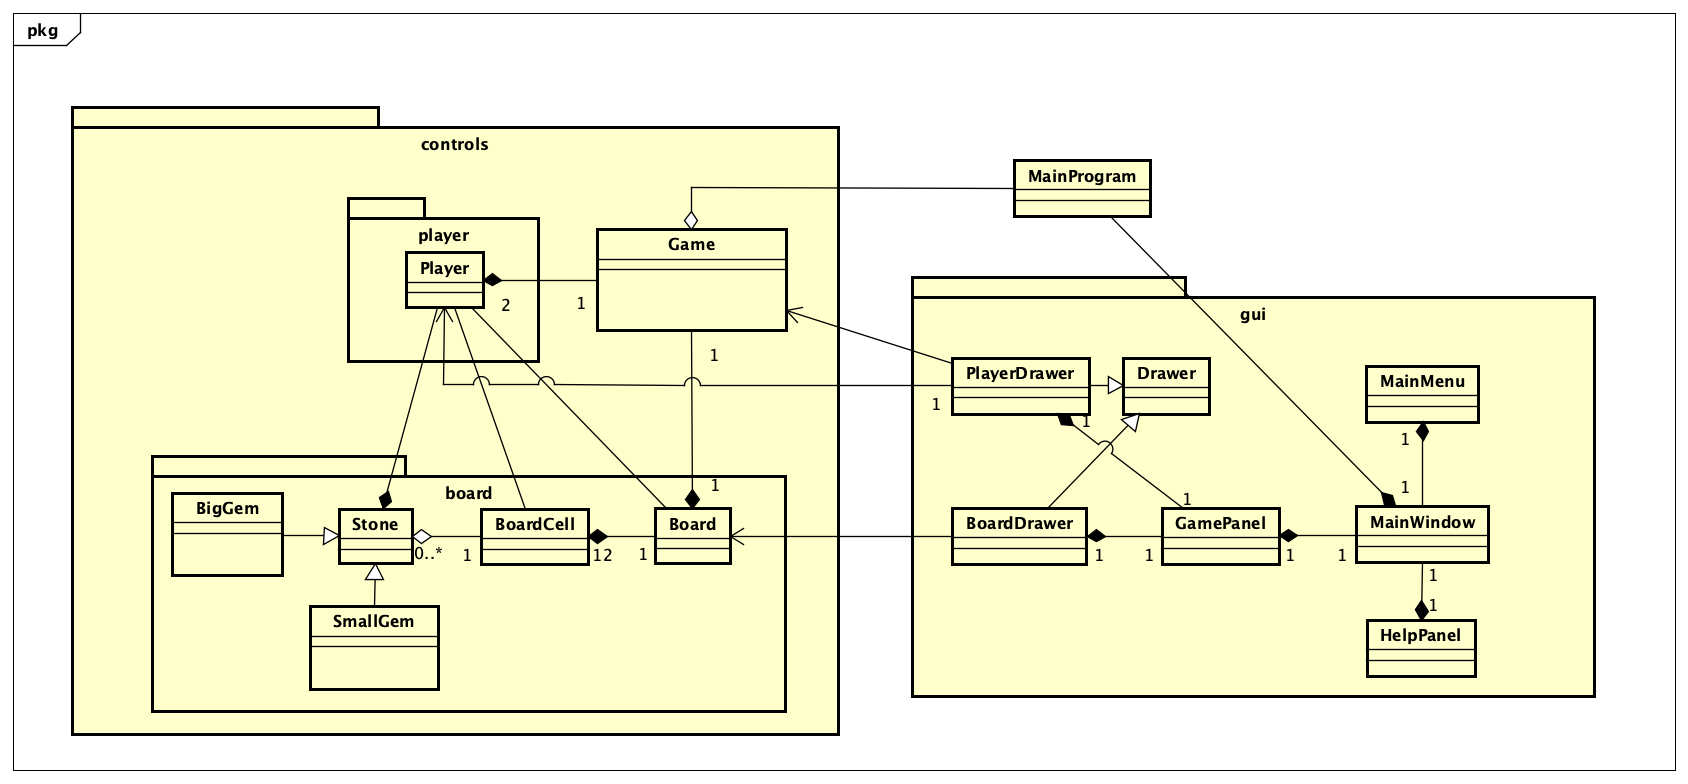 pkg
controls
MainProgram
player
Player
Game
2
1
gui
1
PlayerDrawer
Drawer
MainMenu
1
1
1
1
1
1
board
BigGem
Stone
BoardCell
Board
BoardDrawer
GamePanel
MainWindow
0..*
1
12
1
1
1
1
1
1
1
SmallGem
HelpPanel